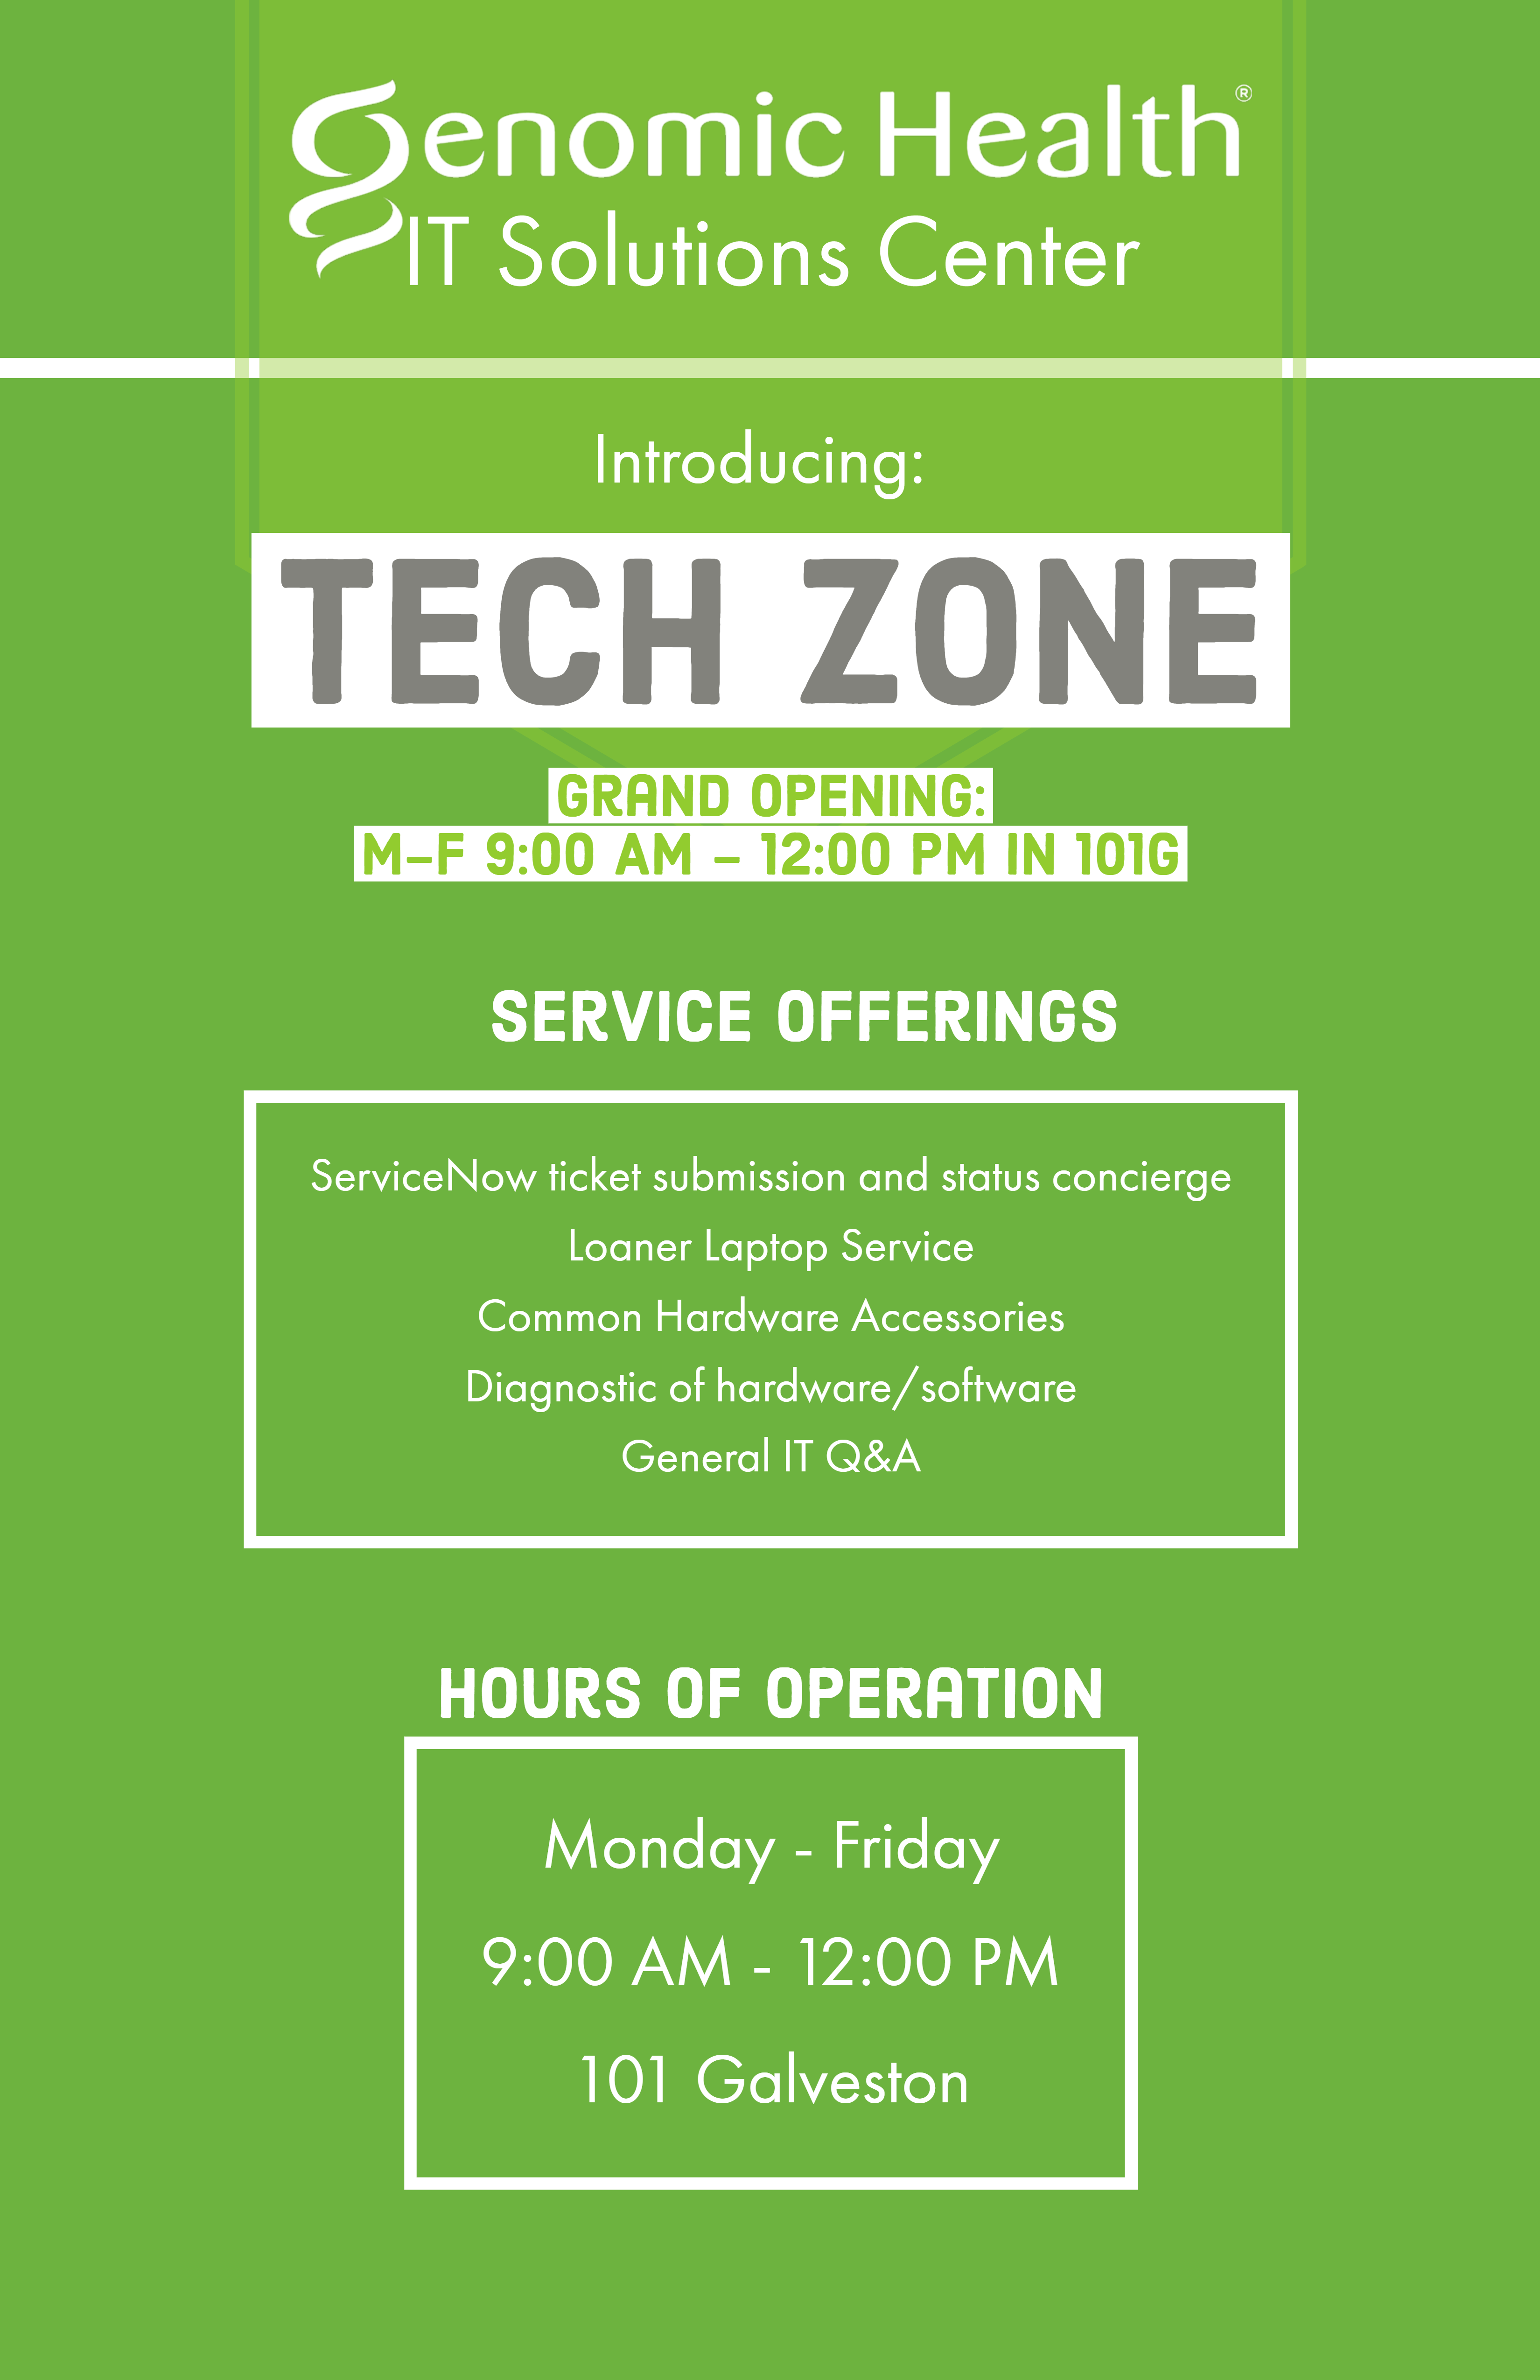 Genomic Health®
IT Solutions Center
Introducing:
TECH ZONE
GRAND OPENING:
M–F 9:00 AM – 12:00 PM IN 101G
SERVICE OFFERINGS
ServiceNow ticket submission and status concierge
Loaner Laptop Service
Common Hardware Accessories
Diagnostic of hardware/software
General IT Q&A
HOURS OF OPERATION
Monday - Friday
9:00 AM - 12:00 PM
101 Galveston